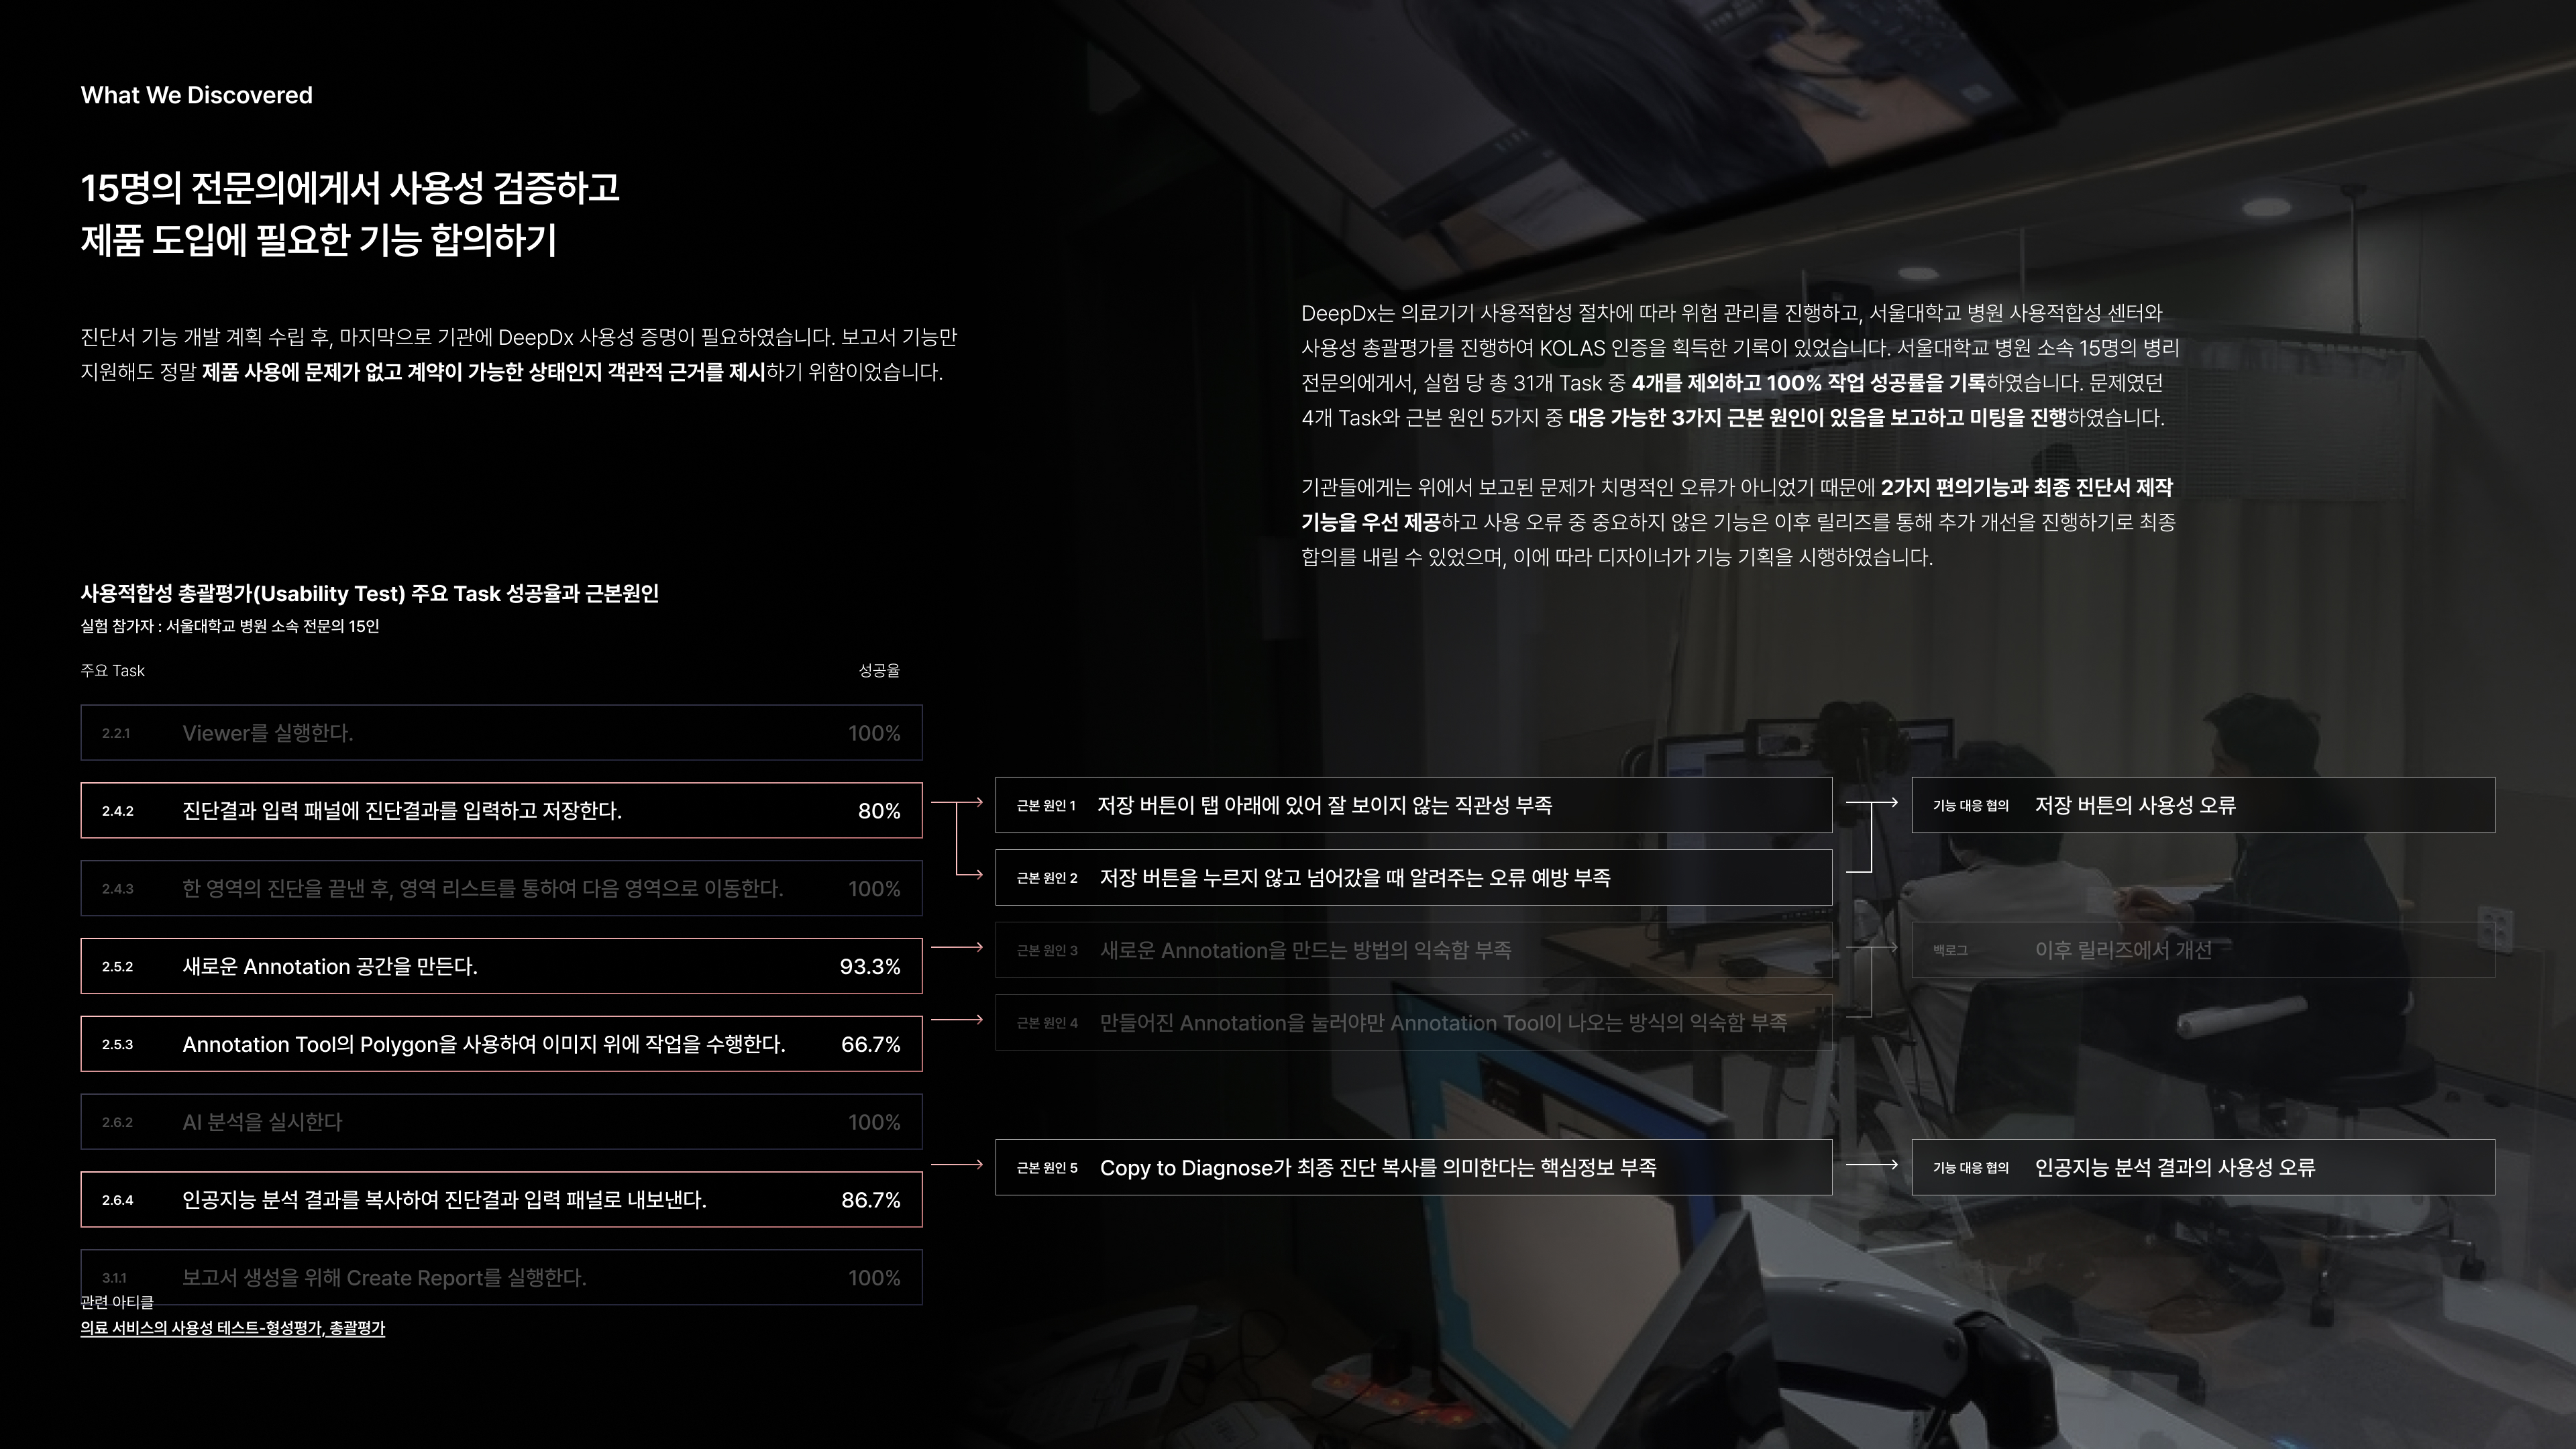 What We Discovered
15명의 전문의에게서 사용성 검증하고
제품 도입에 필요한 기능 합의하기
진단서 기능 개발 계획 수립 후, 마지막으로 기관에 DeepDx 사용성 증명이 필요하였습니다. 보고서 기능만
지원해도 정말 제품 사용에 문제가 없고 계약이 가능한 상태인지 객관적 근거를 제시하기 위함이었습니다.
DeepDx는 의료기기 사용적합성 절차에 따라 위험 관리를 진행하고, 서울대학교 병원 사용적합성 센터와
사용성 총괄평가를 진행하여 KOLAS 인증을 획득한 기록이 있었습니다. 서울대학교 병원 소속 15명의 병리
전문의에게서, 실험 당 총 31개 Task 중 4개를 제외하고 100% 작업 성공률을 기록하였습니다. 문제였던
4개 Task와 근본 원인 5가지 중 대응 가능한 3가지 근본 원인이 있음을 보고하고 미팅을 진행하였습니다.
기관들에게는 위에서 보고된 문제가 치명적인 오류가 아니었기 때문에 2가지 편의기능과 최종 진단서 제작
기능을 우선 제공하고 사용 오류 중 중요하지 않은 기능은 이후 릴리즈를 통해 추가 개선을 진행하기로 최종
합의를 내릴 수 있었으며, 이에 따라 디자이너가 기능 기획을 시행하였습니다.
사용적합성 총괄평가(Usability Test) 주요 Task 성공율과 근본원인
실험 참가자 : 서울대학교 병원 소속 전문의 15인
주요 Task 성공율
2.2.1 Viewer를 실행한다. 100%
2.4.2 진단결과 입력 패널에 진단결과를 입력하고 저장한다. 80%
2.4.3 한 영역의 진단을 끝낸 후, 영역 리스트를 통하여 다음 영역으로 이동한다. 100%
2.5.2 새로운 Annotation 공간을 만든다. 93.3%
2.5.3 Annotation Tool의 Polygon을 사용하여 이미지 위에 작업을 수행한다. 66.7%
2.6.2 AI 분석을 실시한다 100%
2.6.4 인공지능 분석 결과를 복사하여 진단결과 입력 패널로 내보낸다. 86.7%
3.1.1 보고서 생성을 위해 Create Report를 실행한다. 100%
근본 원인 1 저장 버튼이 탭 아래에 있어 잘 보이지 않는 직관성 부족
근본 원인 2 저장 버튼을 누르지 않고 넘어갔을 때 알려주는 오류 예방 부족
근본 원인 3 새로운 Annotation을 만드는 방법의 익숙함 부족
근본 원인 4 만들어진 Annotation을 눌러야만 Annotation Tool이 나오는 방식의 익숙함 부족
근본 원인 5 Copy to Diagnose가 최종 진단 복사를 의미한다는 핵심정보 부족
기능 대응 협의 저장 버튼의 사용성 오류
백로그 이후 릴리즈에서 개선
기능 대응 협의 인공지능 분석 결과의 사용성 오류
관련 아티클
의료 서비스의 사용성 테스트-형성평가, 총괄평가